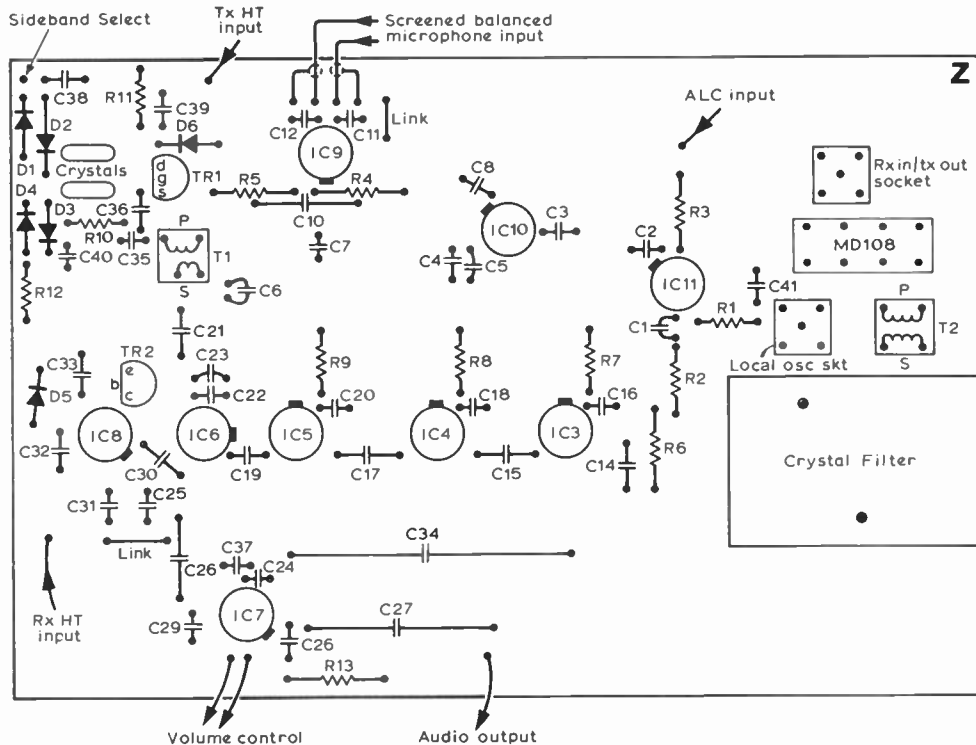 Sideband Select
Tx HT
input
Screened balanced
microphone input
Z
C38
R11
C39
D6
C12
C11
Link
ALC input
D2
IC9
Rx in/tx out
socket
D1
Crystals
d
g
s
TR1
D4
D3
C36
R5
R4
C8
R3
C10
IC10
C3
C2
MD108
R10
P
C35
T1
C40
C7
C4
C5
IC11
R12
S
C6
C41
P
C21
C1
R1
T2
C33
TR2
e
b
c
C23
R9
R8
R7
Local osc skt
S
D5
C22
C20
C18
C16
R2
IC8
IC6
IC5
IC4
IC3
C32
C30
C19
C17
C15
C14
R6
Crystal Filter
C31
C25
Link
C26
C37
C34
C24
Rx HT
input
C29
IC7
C27
C26
R13
Volume control
Audio output